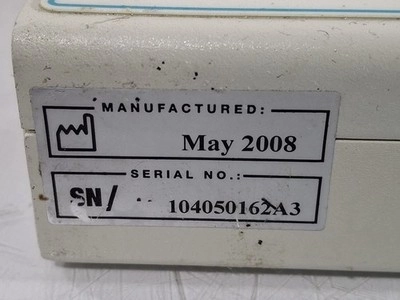 MANUFACTURED:
May 2008
SERIAL NO.:
SN/ 104050162A3